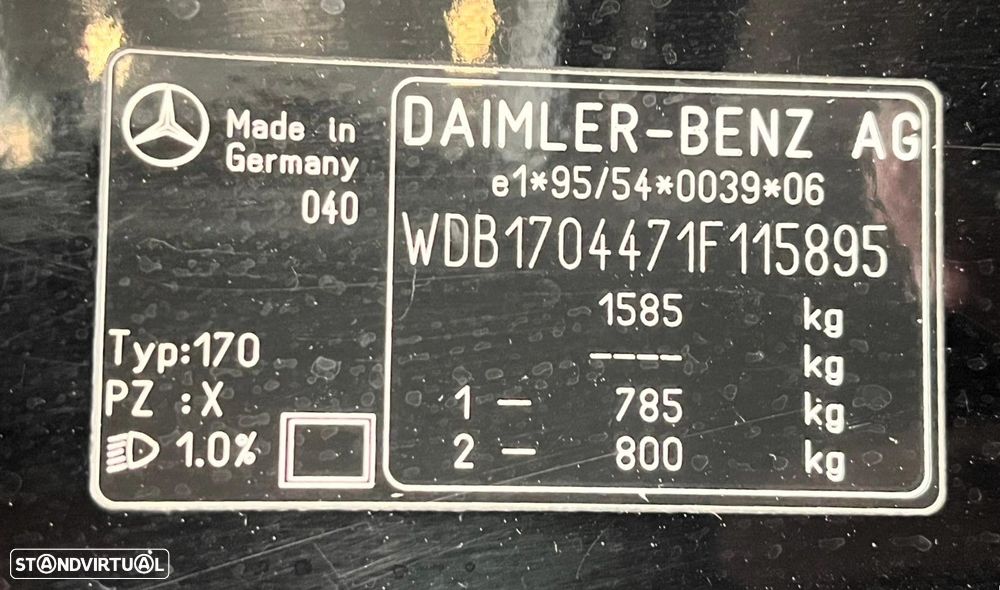 Made in
Germany
040
Typ:170
PZ :X
1.0%
DAIMLER-BENZ AG
e1*95/54*0039*06
WDB1704471F115895
1585 kg
---- kg
1 - 785 kg
2 - 800 kg
STANDVIRTUAL